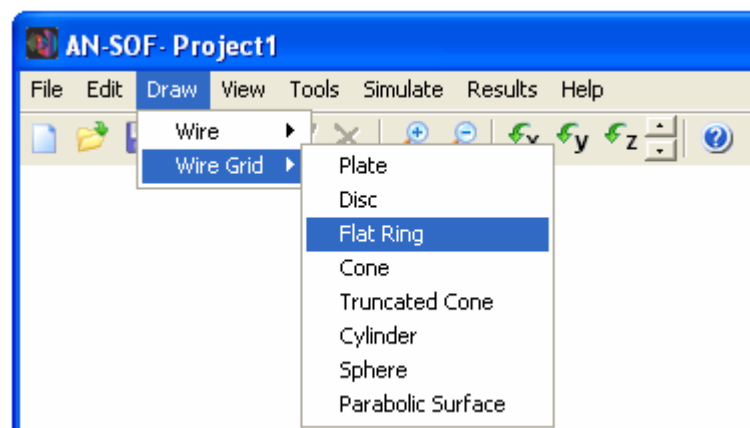 AN-SOF- Project1
File Edit Draw View Tools Simulate Results Help
Wire
x y z
Wire Grid
Plate
Disc
Flat Ring
Cone
Truncated Cone
Cylinder
Sphere
Parabolic Surface